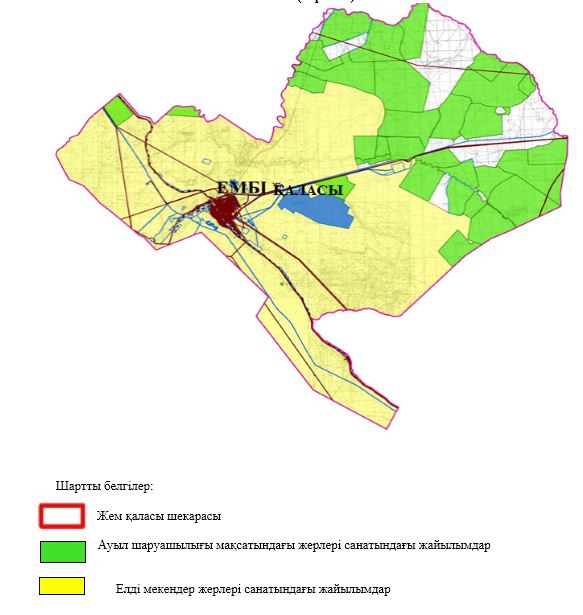 ЕМБІ ҚАЛАСЫ
Шартты белгілер:
Жем қаласы шекарасы
Ауыл шаруашылығы мақсатындағы жерлері санатындағы жайылымдар
Елді мекендер жерлері санатындағы жайылымдар